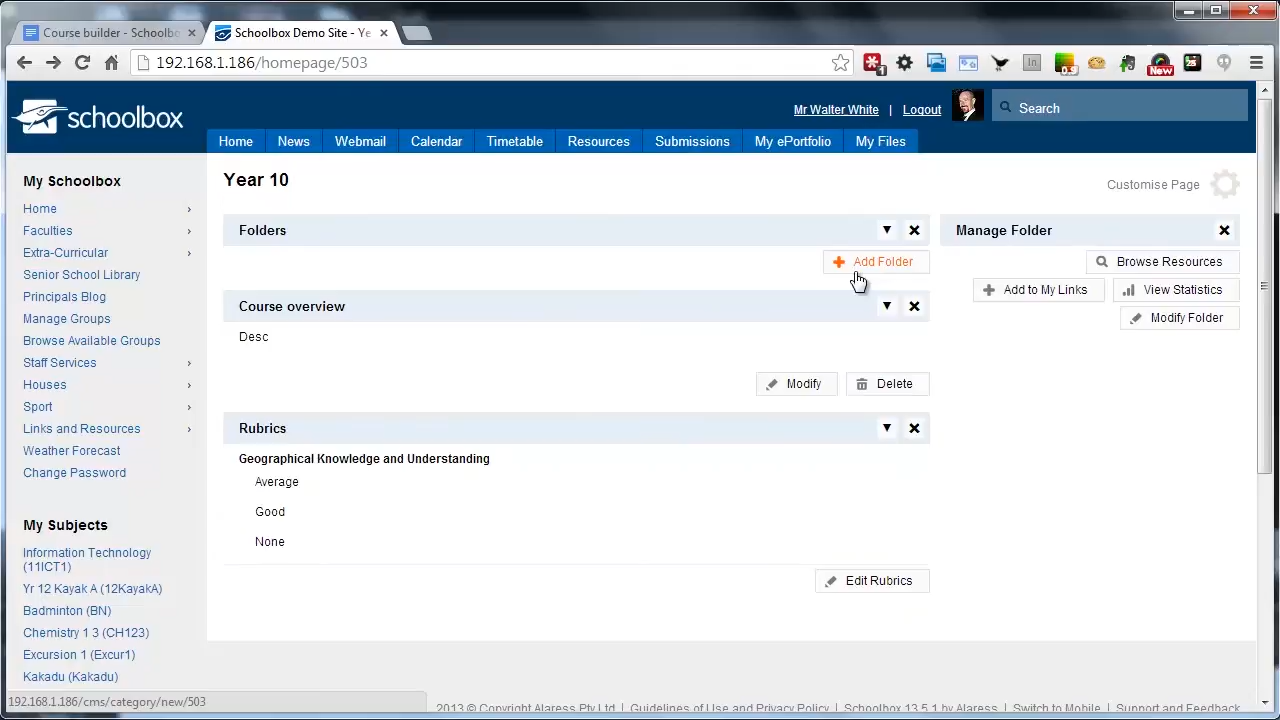 Course builder - Schoolbo
Schoolbox Demo Site - Ye
192.168.1.186/homepage/503
1
0.9
New
schoolbox
Mr Walter White | Logout
Search
Home
News
Webmail
Calendar
Timetable
Resources
Submissions
My ePortfolio
My Files
My Schoolbox
Home
Faculties
Extra-Curricular
Senior School Library
Principals Blog
Manage Groups
Browse Available Groups
Staff Services
Houses
Sport
Links and Resources
Weather Forecast
Change Password
My Subjects
Information Technology
(11ICT1)
Yr 12 Kayak A (12KayakA)
Badminton (BN)
Chemistry 1 3 (CH123)
Excursion 1 (Excur1)
Kakadu (Kakadu)
Year 10
Customise Page
Folders
Add Folder
Course overview
Desc
Modify
Delete
Rubrics
Geographical Knowledge and Understanding
Average
Good
None
Edit Rubrics
Manage Folder
Browse Resources
Add to My Links
View Statistics
Modify Folder
192.168.1.186/cms/category/new/503
2013 © Copyright Alaress Pty Ltd | Guidelines of Use and Privacy Policy | Schoolbox 13.5.1 by Alaress | Switch to Mobile | Support and Feedback